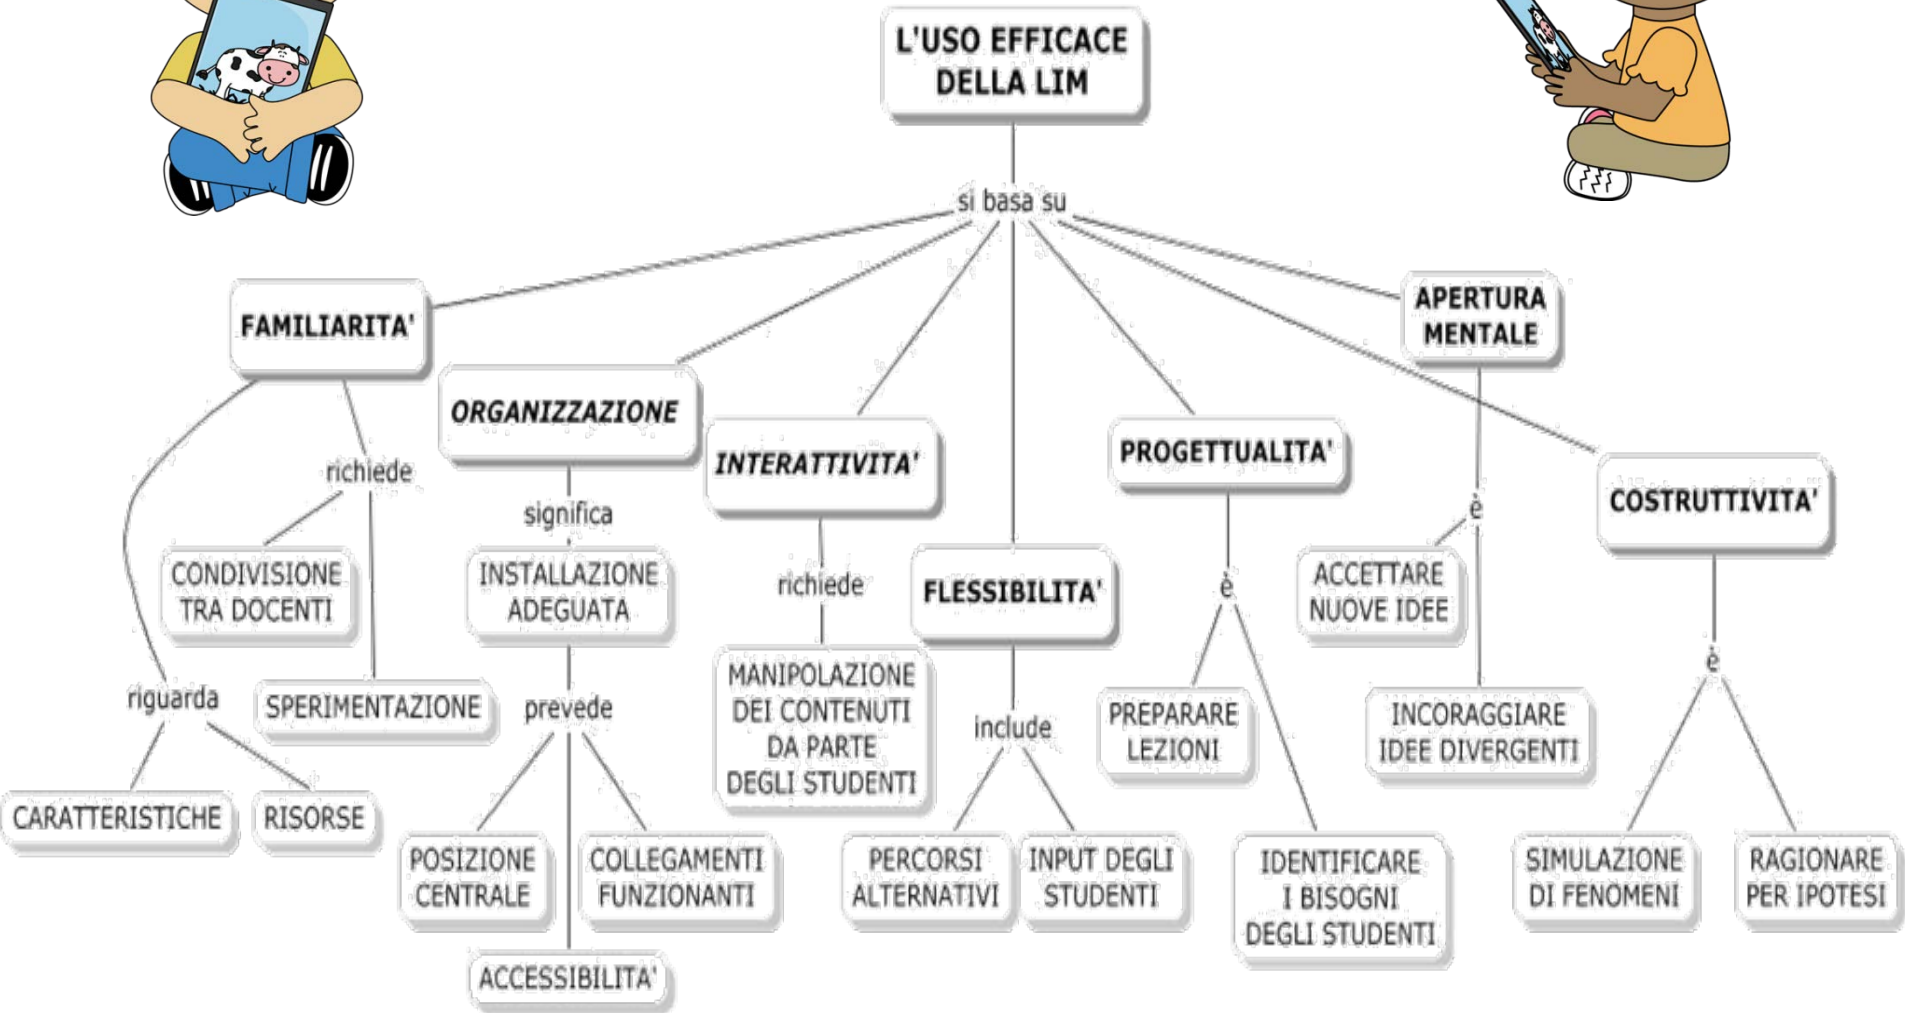 L'USO EFFICACE
DELLA LIM
si basa su
FAMILIARITA'
richiede
CONDIVISIONE
TRA DOCENTI
SPERIMENTAZIONE
riguarda
CARATTERISTICHE
RISORSE
ORGANIZZAZIONE
significa
INSTALLAZIONE
ADEGUATA
prevede
POSIZIONE
CENTRALE
ACCESSIBILITA'
COLLEGAMENTI
FUNZIONANTI
INTERATTIVITA'
richiede
MANIPOLAZIONE
DEI CONTENUTI
DA PARTE
DEGLI STUDENTI
FLESSIBILITA'
include
PERCORSI
ALTERNATIVI
INPUT DEGLI
STUDENTI
PROGETTUALITA'
è
PREPARARE
LEZIONI
IDENTIFICARE
I BISOGNI
DEGLI STUDENTI
APERTURA
MENTALE
è
ACCETTARE
NUOVE IDEE
INCORAGGIARE
IDEE DIVERGENTI
COSTRUTTIVITA'
è
SIMULAZIONE
DI FENOMENI
RAGIONARE
PER IPOTESI